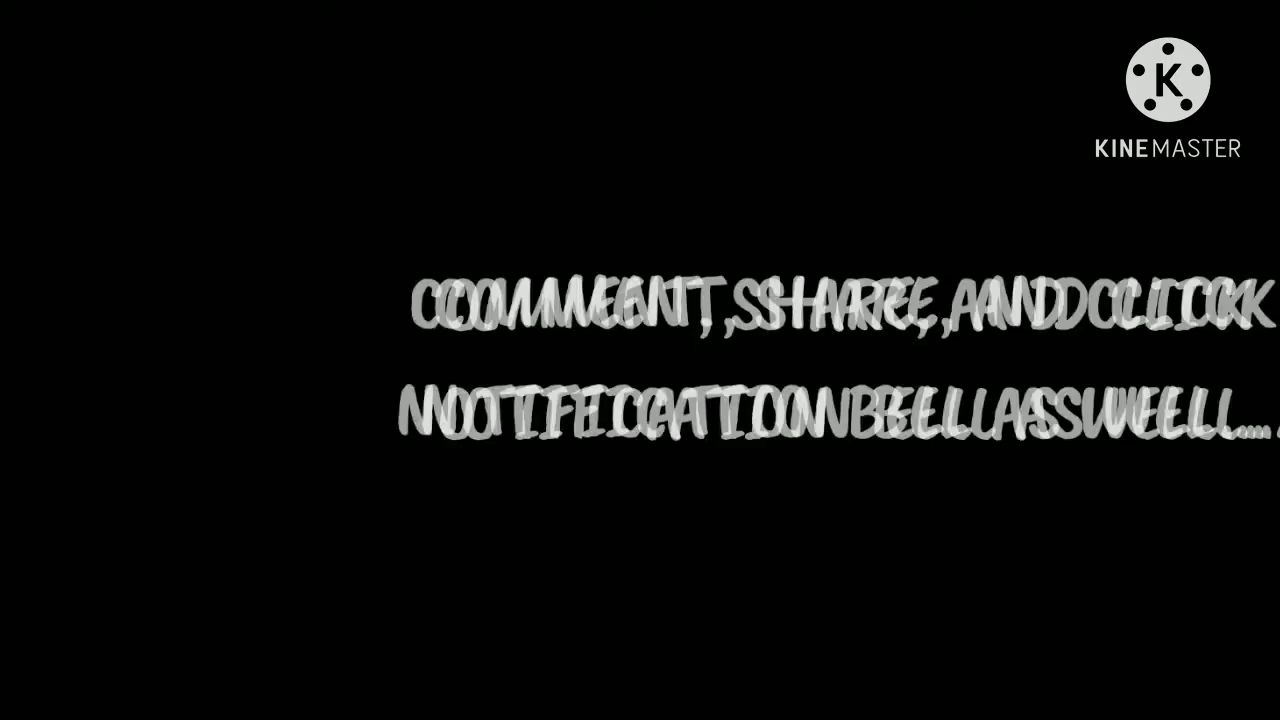 K
KINEMASTER
COMMENT, SHARE, AND CLICK
NOTIFICATION BELL AS WELL....